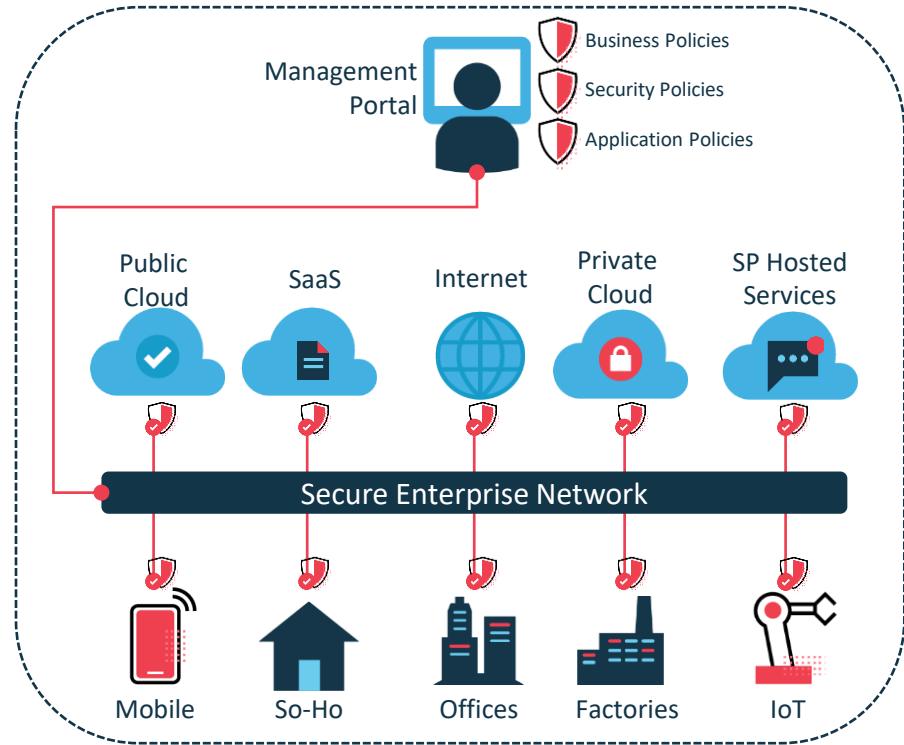 Management
Portal
Business Policies
Security Policies
Application Policies
Public
Cloud
SaaS
Internet
Private
Cloud
SP Hosted
Services
Secure Enterprise Network
Mobile
So-Ho
Offices
Factories
IoT